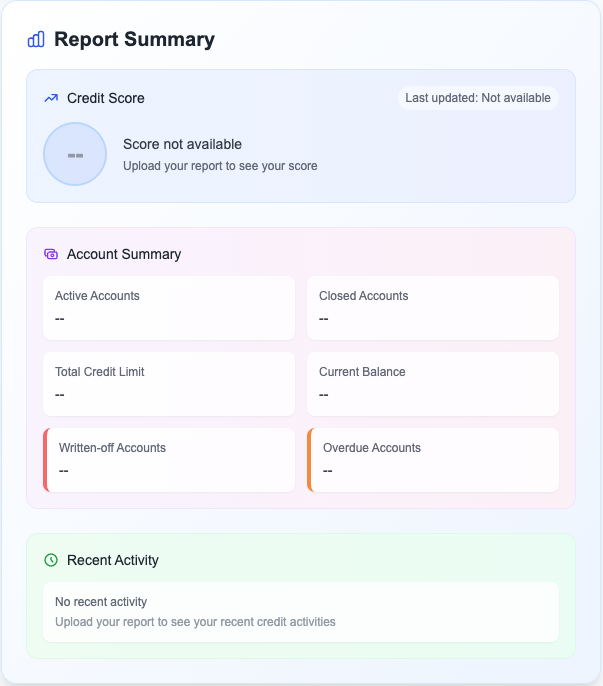 Report Summary
Credit Score
Last updated: Not available
--
Score not available
Upload your report to see your score
Account Summary
Active Accounts
--
Closed Accounts
--
Total Credit Limit
--
Current Balance
--
Written-off Accounts
--
Overdue Accounts
--
Recent Activity
No recent activity
Upload your report to see your recent credit activities